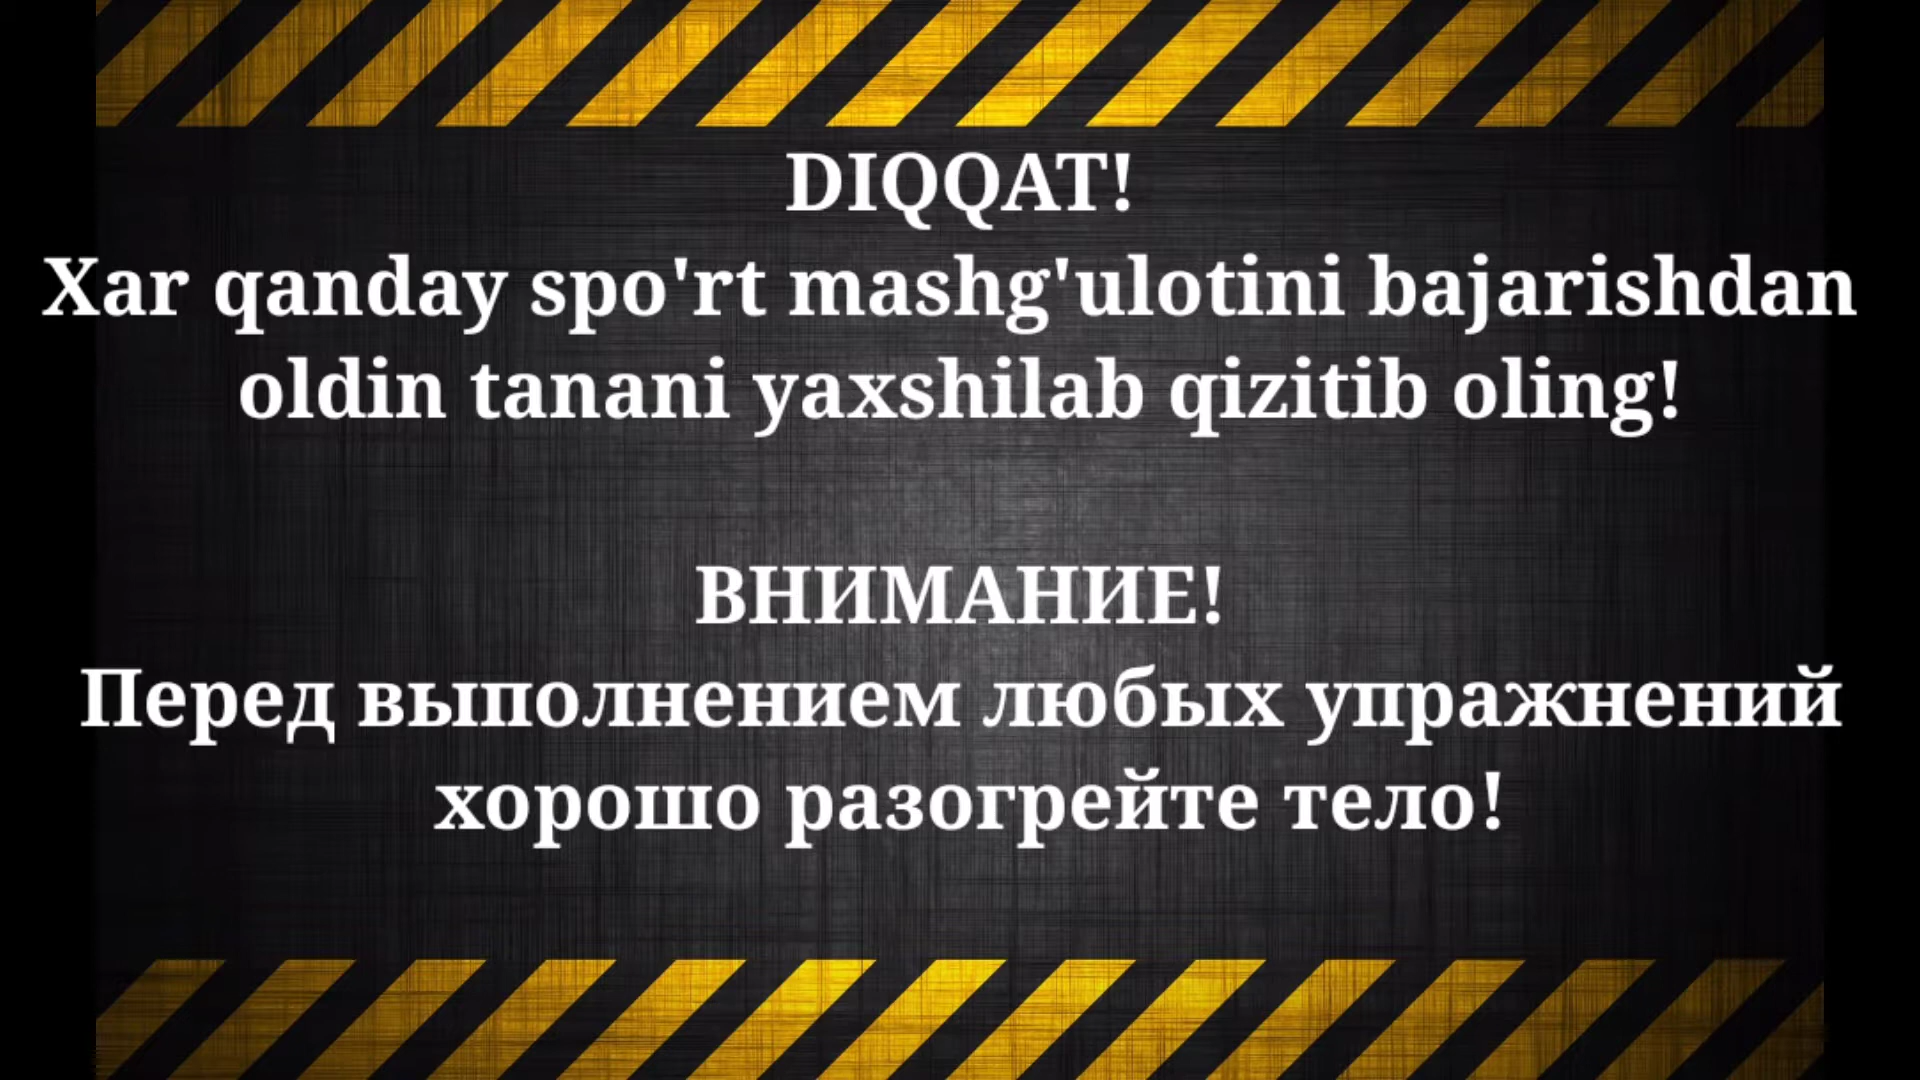 DIQQAT!
Xar qanday spo'rt mashg'ulotini bajarishdan
oldin tanani yaxshilab qizitib oling!
ВНИМАНИЕ!
Перед выполнением любых упражнений
хорошо разогрейте тело!